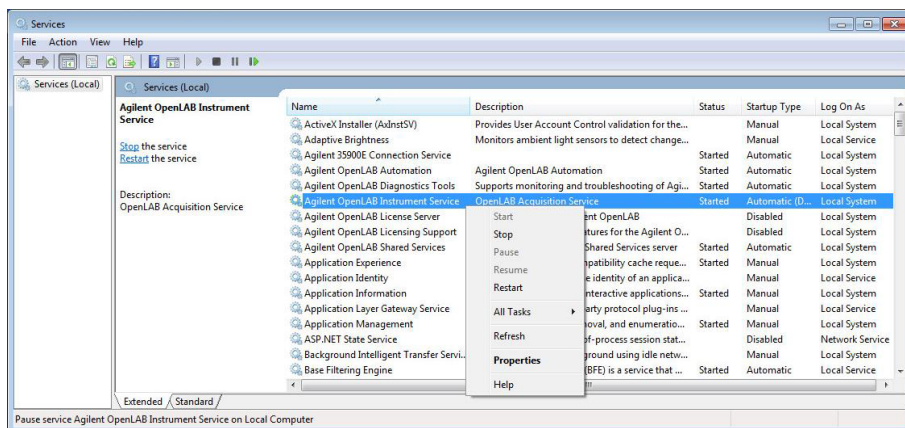 Services
File Action View Help
Services (Local)
Services (Local)
Agilent OpenLAB Instrument Service
Stop the service
Restart the service
Description:
OpenLAB Acquisition Service
Name Description Status Startup Type Log On As
ActiveX Installer (AxInstSV) Provides User Account Control validation for the... Manual Local System
Adaptive Brightness Monitors ambient light sensors to detect change... Manual Local Service
Agilent 35900E Connection Service Started Automatic Local System
Agilent OpenLAB Automation Agilent OpenLAB Automation Started Automatic Local System
Agilent OpenLAB Diagnostics Tools Supports monitoring and troubleshooting of Agi... Started Automatic Local System
Agilent OpenLAB Instrument Service OpenLAB Acquisition Service Started Automatic (D... Local System
Agilent OpenLAB License Server ent OpenLAB Disabled Local System
Agilent OpenLAB Licensing Support tures for the Agilent O... Disabled Local System
Agilent OpenLAB Shared Services Shared Services server Started Automatic Local System
Application Experience patibility cache reque... Started Manual Local System
Application Identity e identity of an applica... Manual Local Service
Application Information nteractive applications... Started Manual Local System
Application Layer Gateway Service arty protocol plug-ins ... Manual Local Service
Application Management oval, and enumeratio... Started Manual Local System
ASP.NET State Service of-process session stat... Disabled Network Service
Background Intelligent Transfer Servi... ground using idle netw... Manual Local System
Base Filtering Engine (BFE) is a service that ... Started Automatic Local Service
Start
Stop
Pause
Resume
Restart
All Tasks
Refresh
Properties
Help
Extended Standard
Pause service Agilent OpenLAB Instrument Service on Local Computer